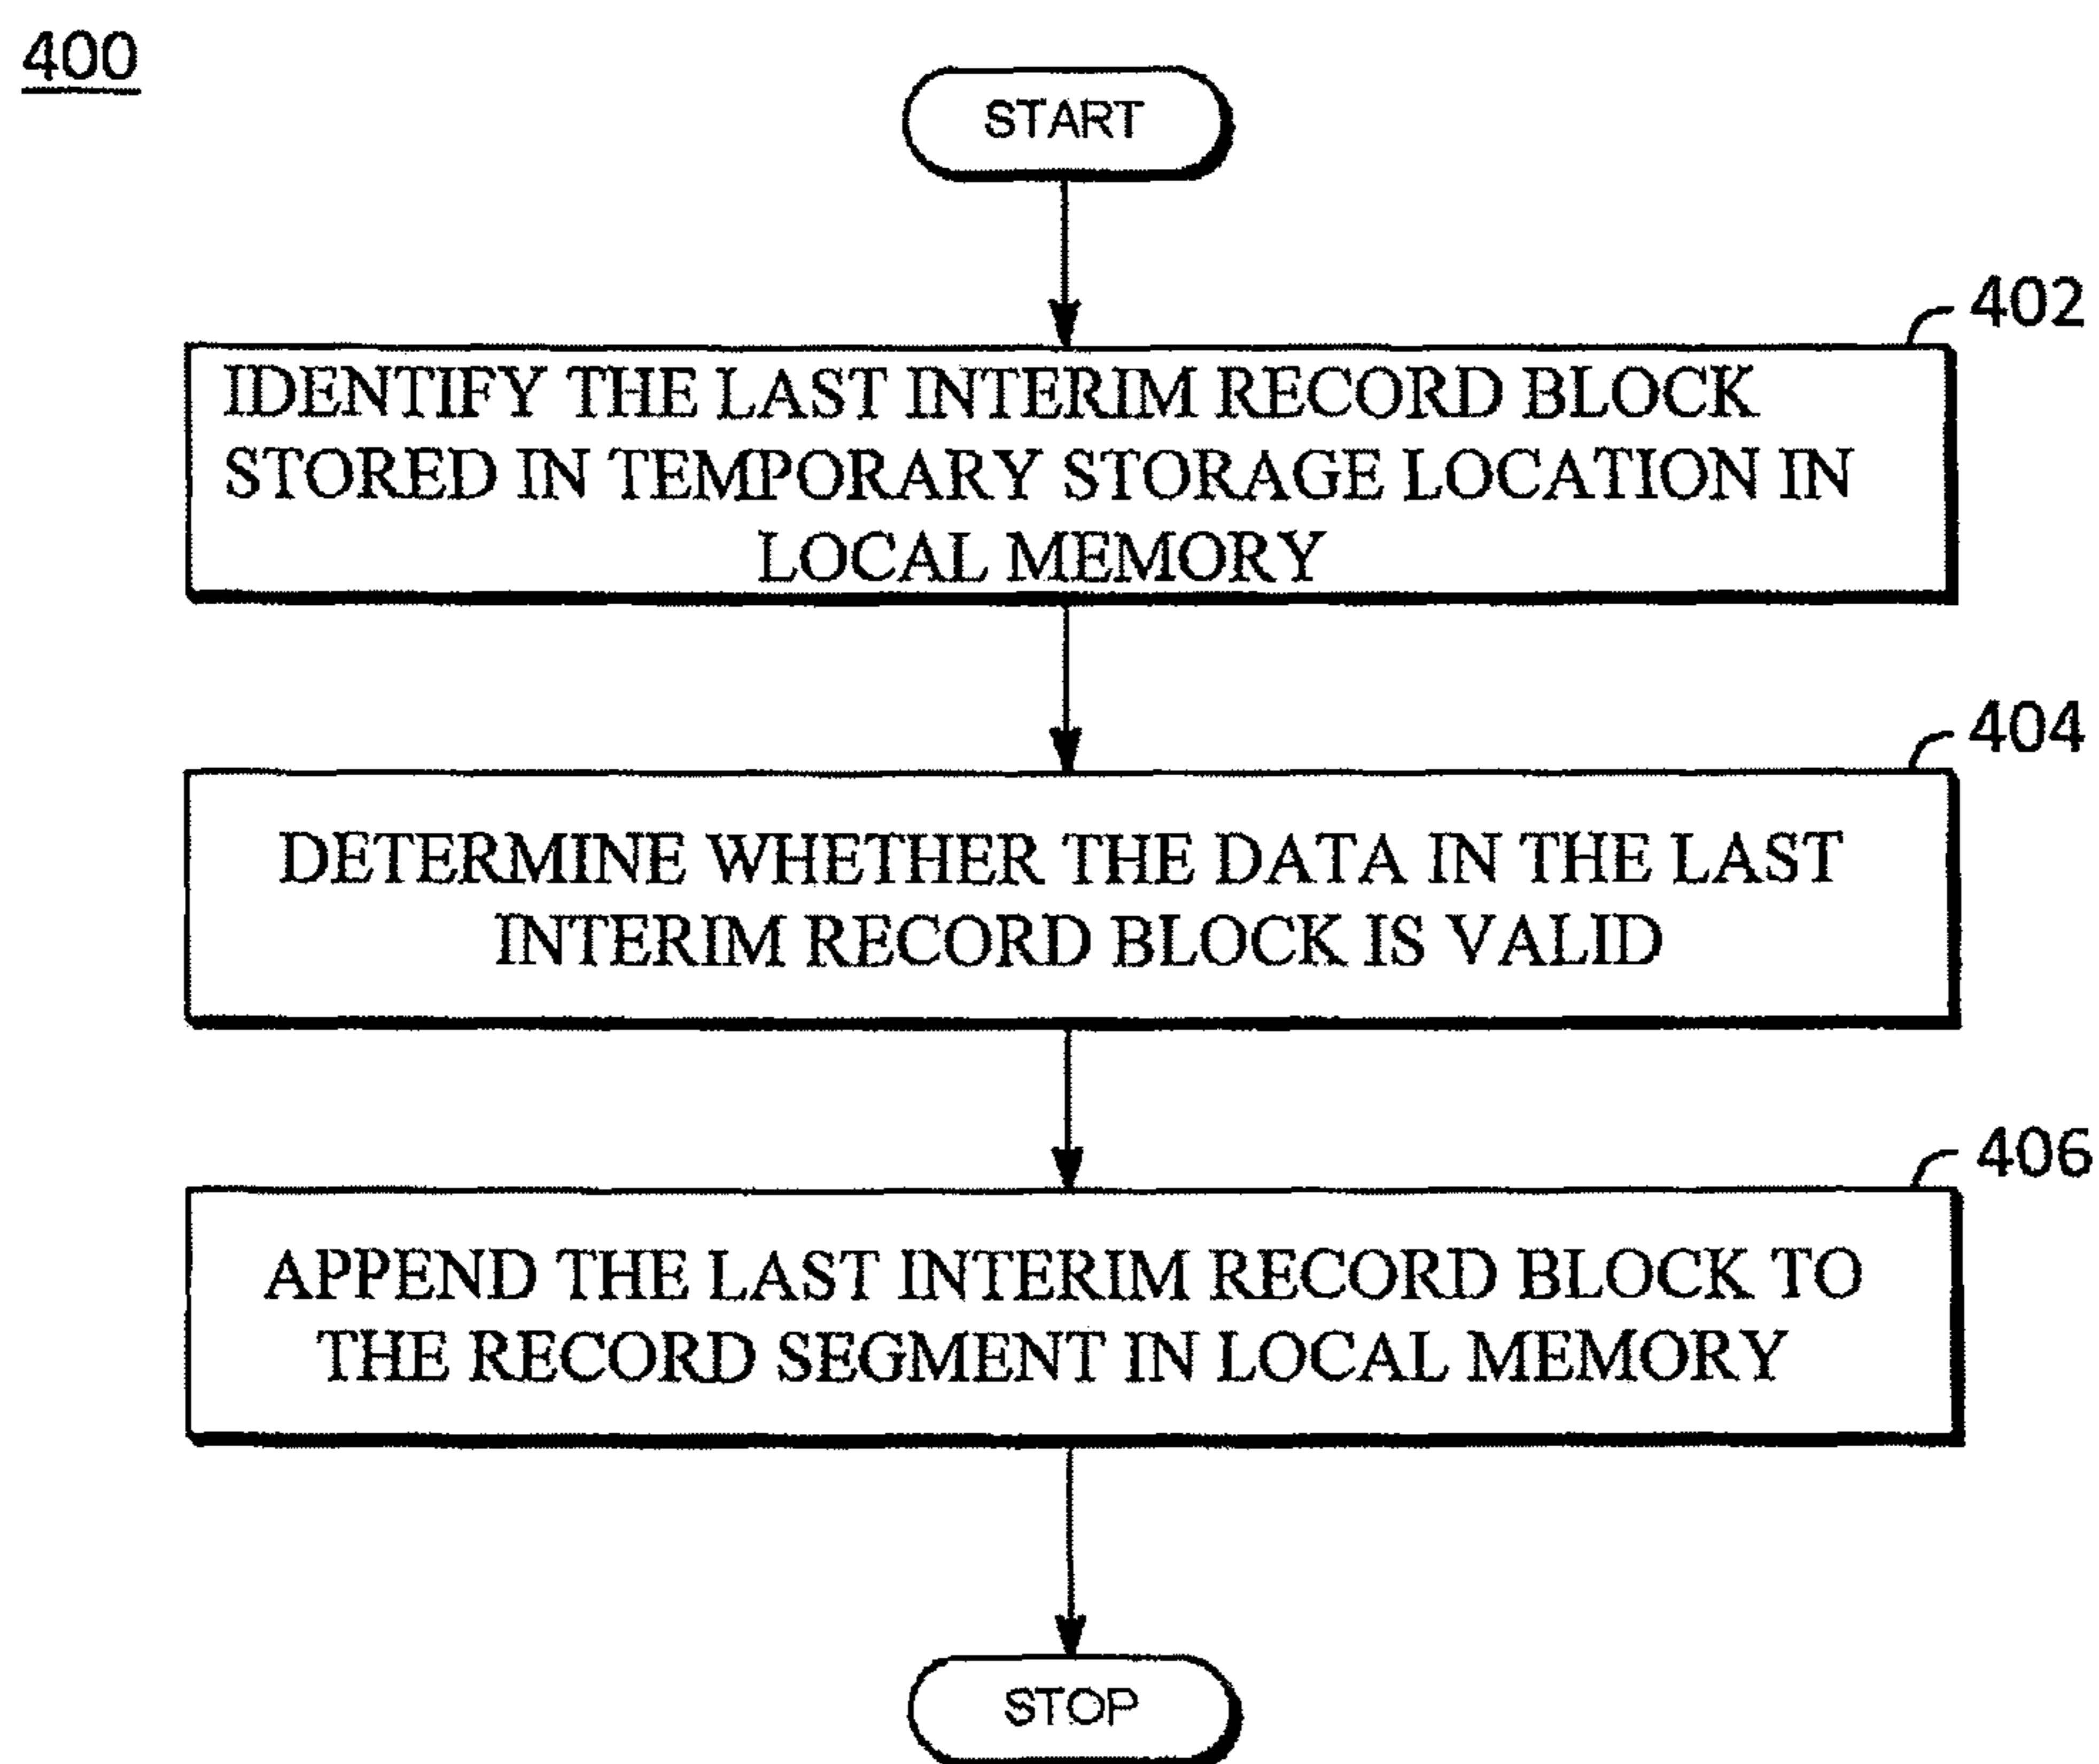 400
START
402
IDENTIFY THE LAST INTERIM RECORD BLOCK
STORED IN TEMPORARY STORAGE LOCATION IN
LOCAL MEMORY
404
DETERMINE WHETHER THE DATA IN THE LAST
INTERIM RECORD BLOCK IS VALID
406
APPEND THE LAST INTERIM RECORD BLOCK TO
THE RECORD SEGMENT IN LOCAL MEMORY
STOP